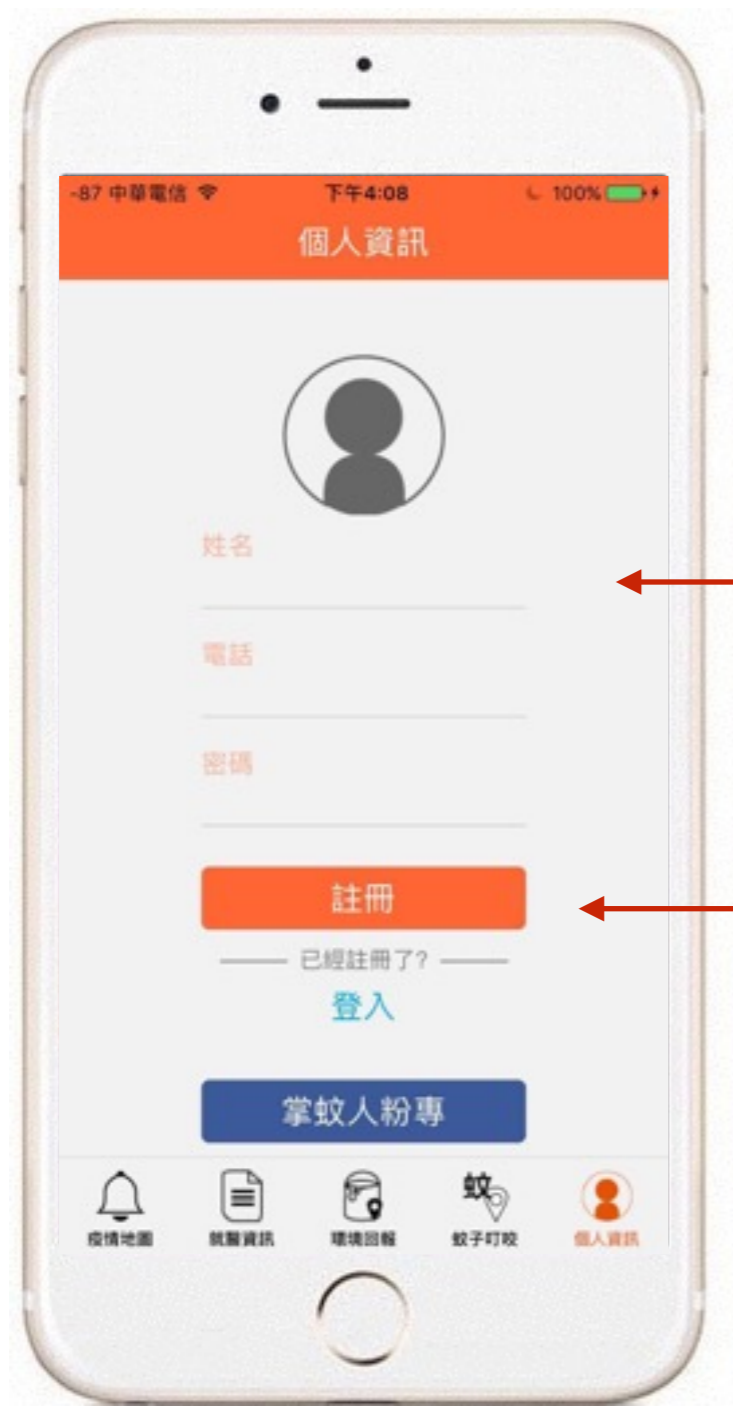 -87 中華電信 下午4:08 100%
個人資訊
姓名
電話
密碼
註冊
已經註冊了?
登入
掌蚊人粉專
蚊
疫情地圖 就醫資訊 環境回報 蚊子叮咬 個人資訊